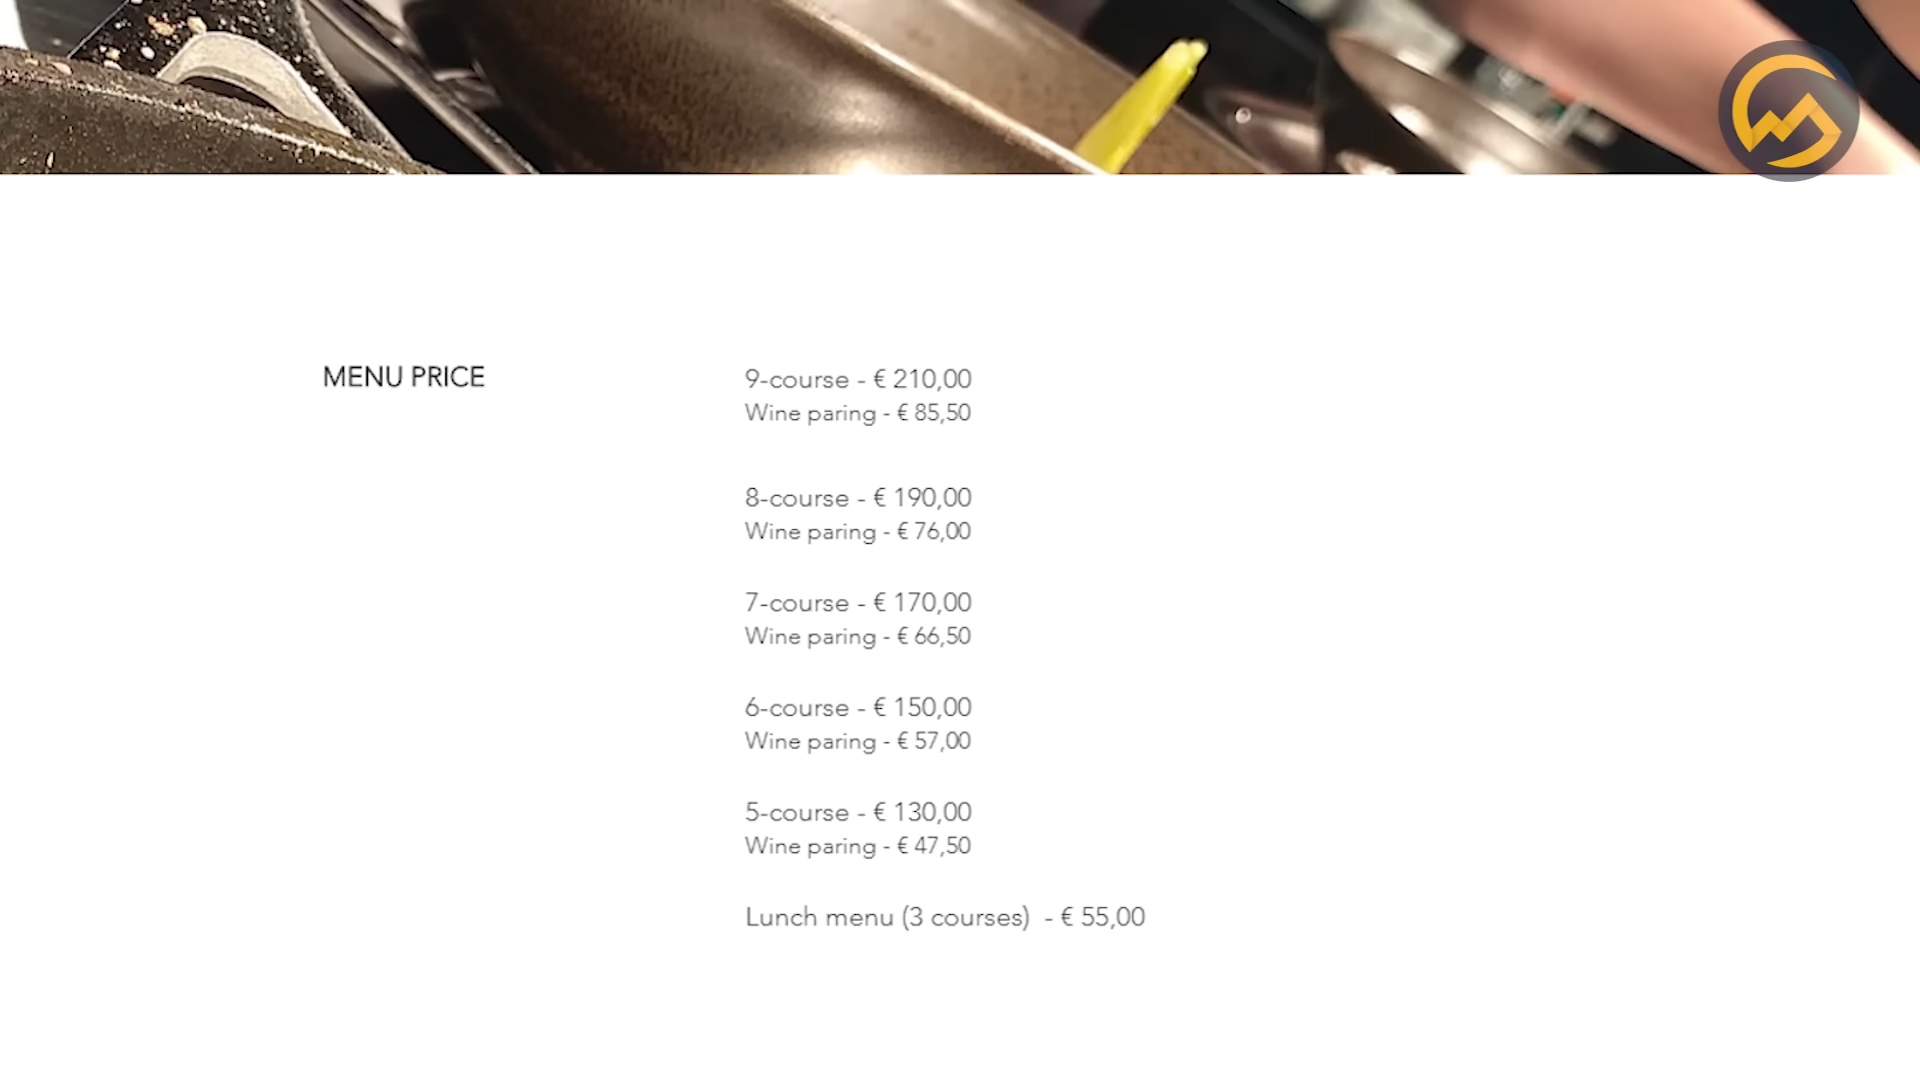 MENU PRICE
9-course - € 210,00
Wine paring - € 85,50
8-course - € 190,00
Wine paring - € 76,00
7-course - € 170,00
Wine paring - € 66,50
6-course - € 150,00
Wine paring - € 57,00
5-course - € 130,00
Wine paring - € 47,50
Lunch menu (3 courses)  - € 55,00